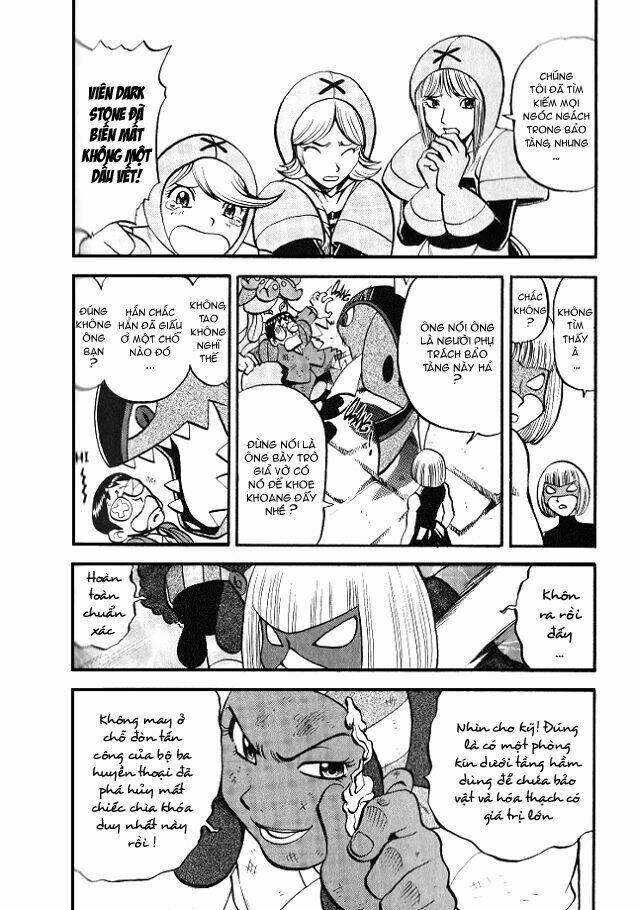 CHÚNG
TÔI ĐÃ TÌM
KIẾM MỌI
NGÓC NGÁCH
TRONG BẢO
TÀNG, NHƯNG
...
VIÊN DARK
STONE ĐÃ
BIẾN MẤT
KHÔNG MỘT
DẤU VẾT!
KHÔNG
TÌM
THẤY
À
...
CHẮC
KHÔNG
?
ÔNG NÓI ÔNG
LÀ NGƯỜI PHỤ
TRÁCH BẢO
TÀNG NÀY HẢ
?
ĐỪNG NÓI LÀ
ÔNG BÀY TRÒ
GIẢ VỜ CÓ
NÓ ĐỂ KHOE
KHOANG ĐẤY
NHÉ ?
KHÔNG,
TAO
KHÔNG
NGHĨ
THẾ
HẮN CHẮC
HẲN ĐÃ GIẤU
Ở MỘT CHỖ
NÀO ĐÓ
...
ĐÚNG
KHÔNG
ÔNG
BẠN
?
HI
Khôn
ra rồi
đấy
...
Hoàn
toàn
chuẩn
xác
Nhìn cho kỹ! Đúng
là có một phòng
kín dưới tầng hầm
dùng để chứa bảo
vật và hóa thạch có
giá trị lớn
Không may ở
chỗ đòn tấn
công của bộ ba
huyền thoại đã
phá hủy mất
chiếc chìa khóa
duy nhất này
rồi !